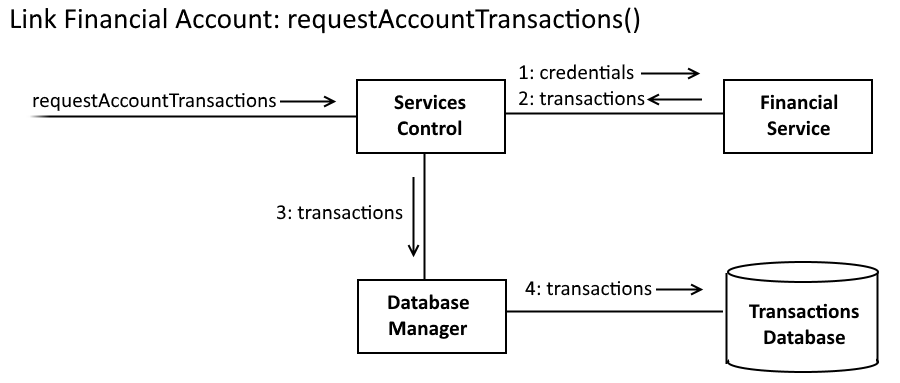 Link Financial Account: requestAccountTransactions()
1: credentials
requestAccountTransactions
Services
Control
2: transactions
Financial
Service
3: transactions
Database
Manager
4: transactions
Transactions
Database